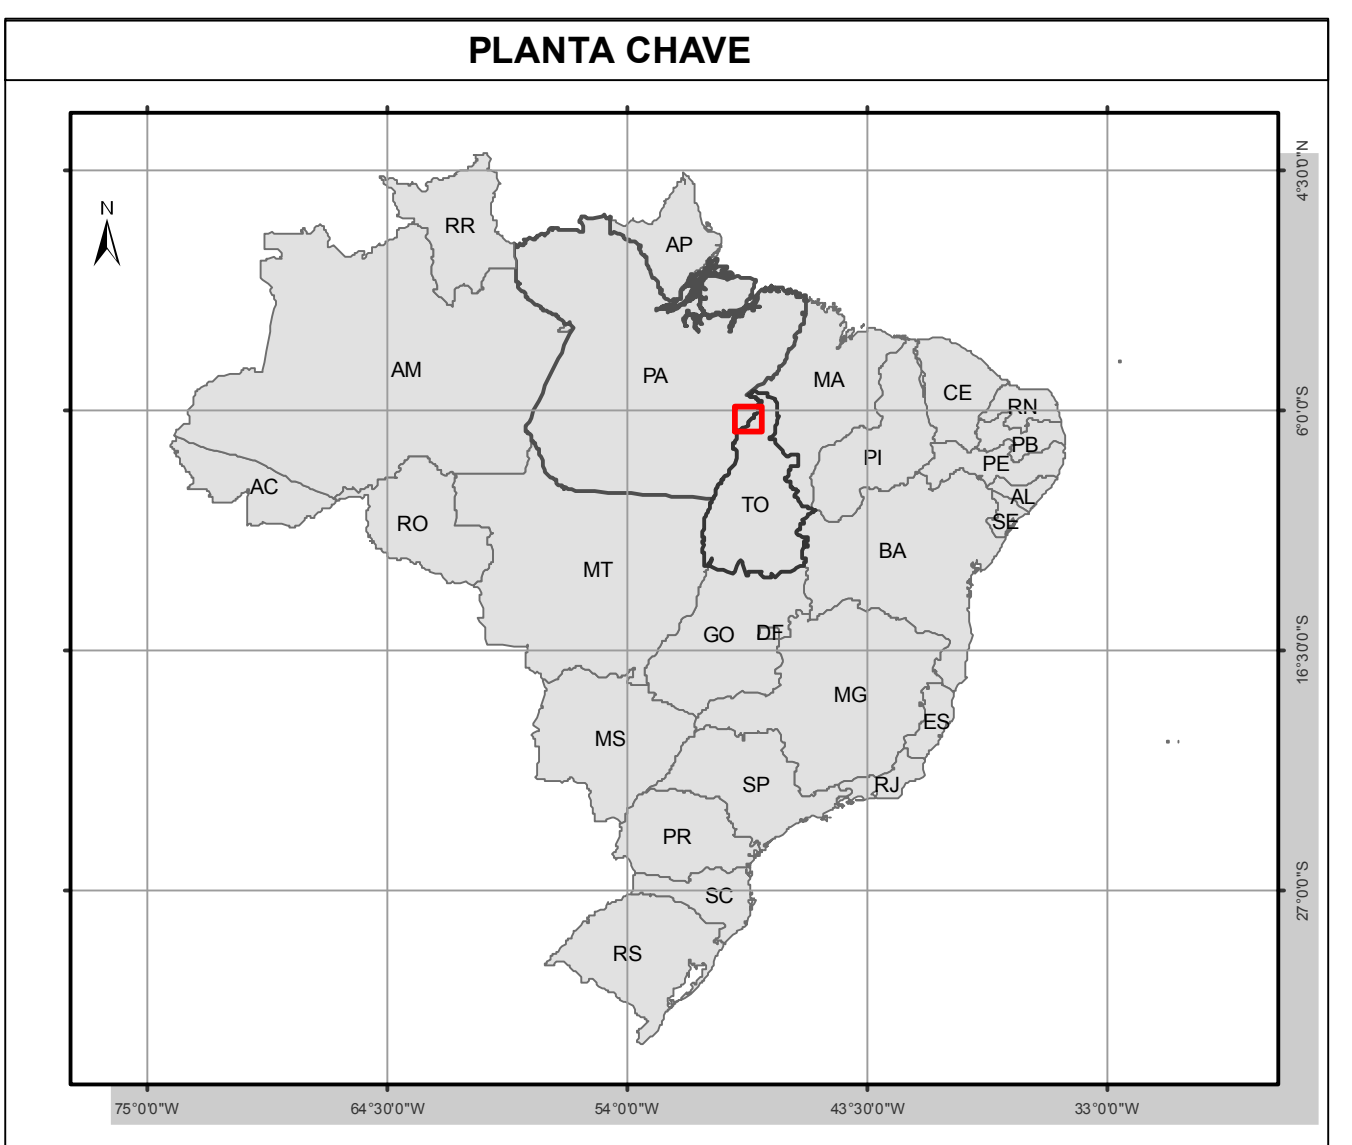 PLANTA CHAVE
4°30'0"N
N
RR
AP
AM
PA
MA
CE
RN
6°0'0"S
PB
PI
PE
AC
AL
TO
SE
RO
BA
MT
GO
DF
16°30'0"S
MG
ES
MS
SP
RJ
PR
SC
27°0'0"S
RS
75°0'0"W
64°30'0"W
54°0'0"W
43°30'0"W
33°0'0"W